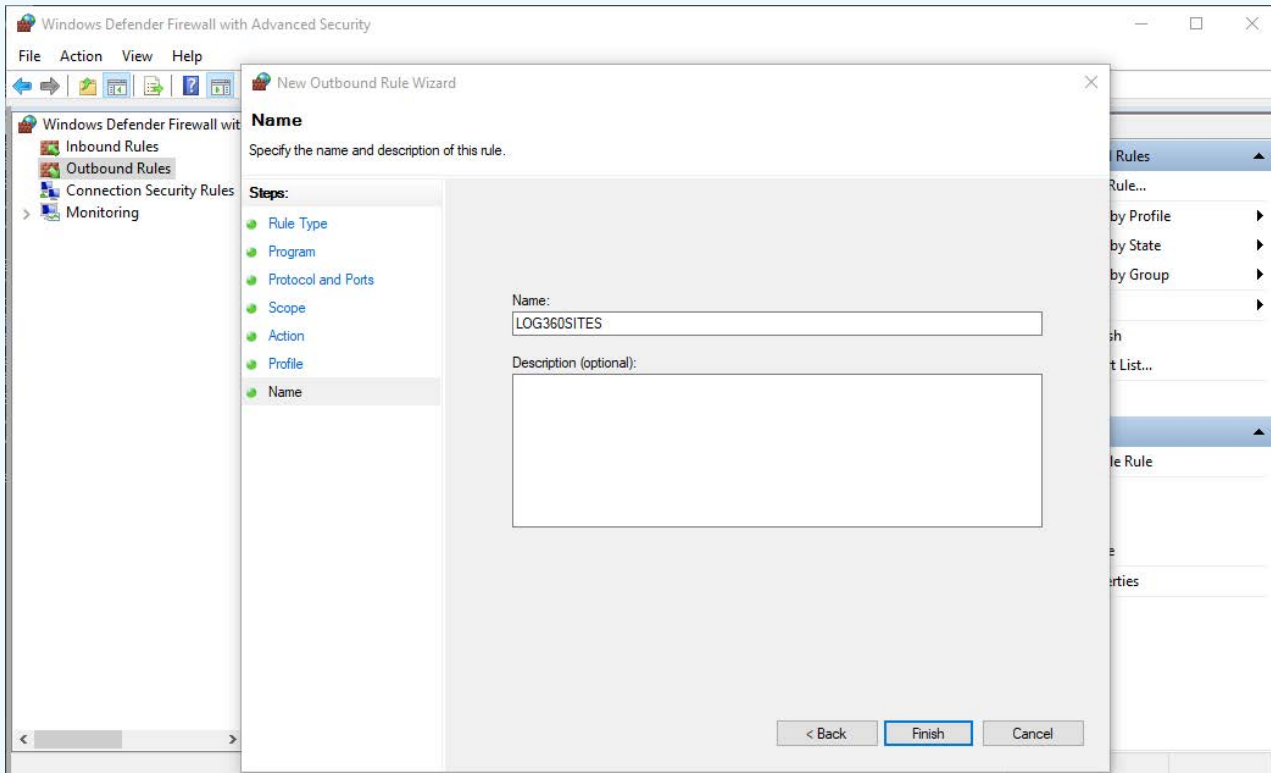 Windows Defender Firewall with Advanced Security
File Action View Help
New Outbound Rule Wizard
Windows Defender Firewall wit
Inbound Rules
Outbound Rules
Connection Security Rules
Monitoring
Name
Specify the name and description of this rule.
Steps:
Rule Type
Program
Protocol and Ports
Scope
Action
Profile
Name
Name:
LOG360SITES
Description (optional):
< Back Finish Cancel
Rules
Rule...
by Profile
by State
by Group
sh
t List...
le Rule
e
erties